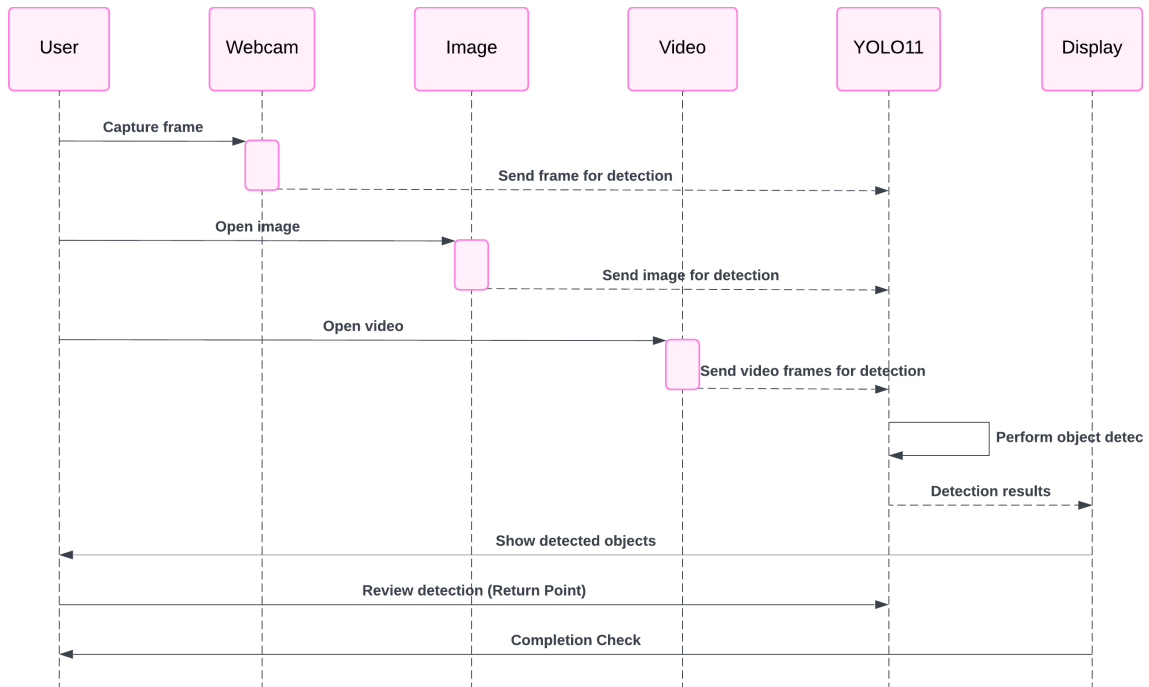 User
Webcam
Image
Video
YOLO11
Display
Capture frame
Send frame for detection
Open image
Send image for detection
Open video
Send video frames for detection
Perform object detec
Detection results
Show detected objects
Review detection (Return Point)
Completion Check